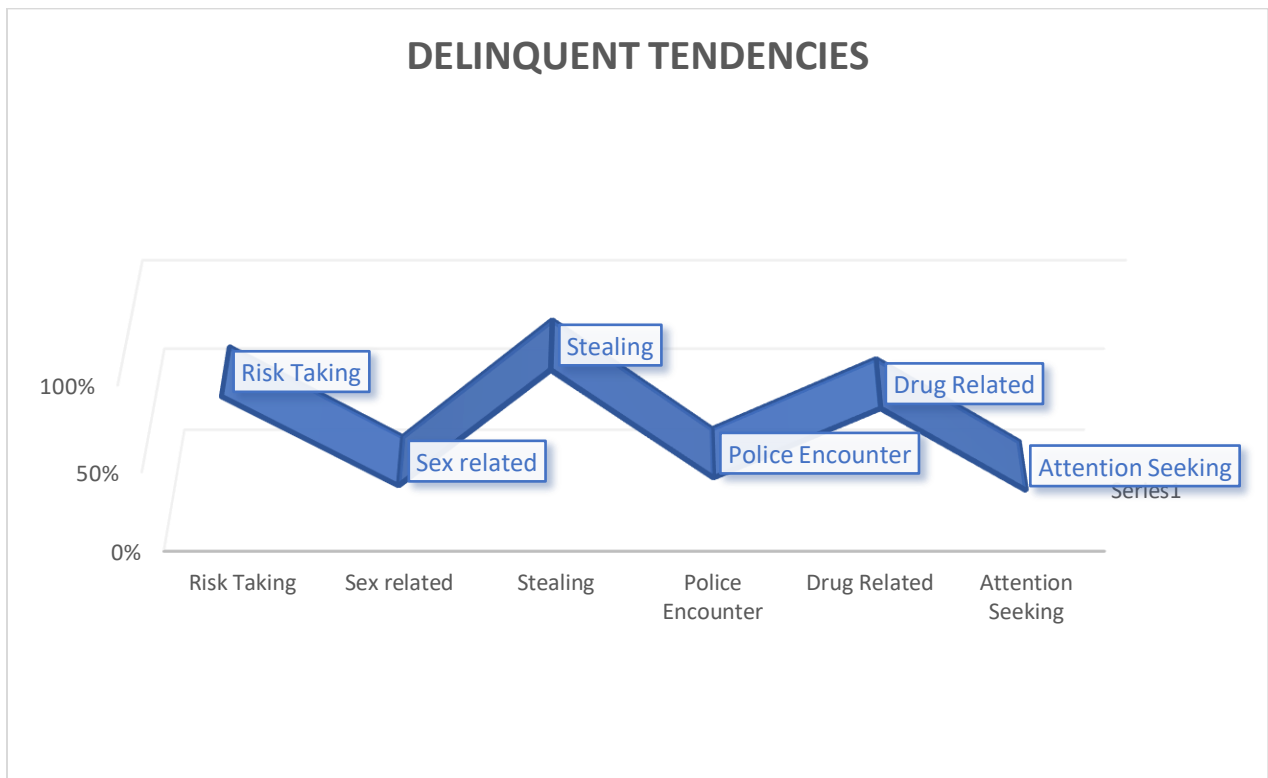 DELINQUENT TENDENCIES
100%
50%
0%
Risk Taking
Sex related
Stealing
Police Encounter
Drug Related
Attention Seeking
Series1
Risk Taking
Sex related
Stealing
Police
Encounter
Drug Related
Attention
Seeking